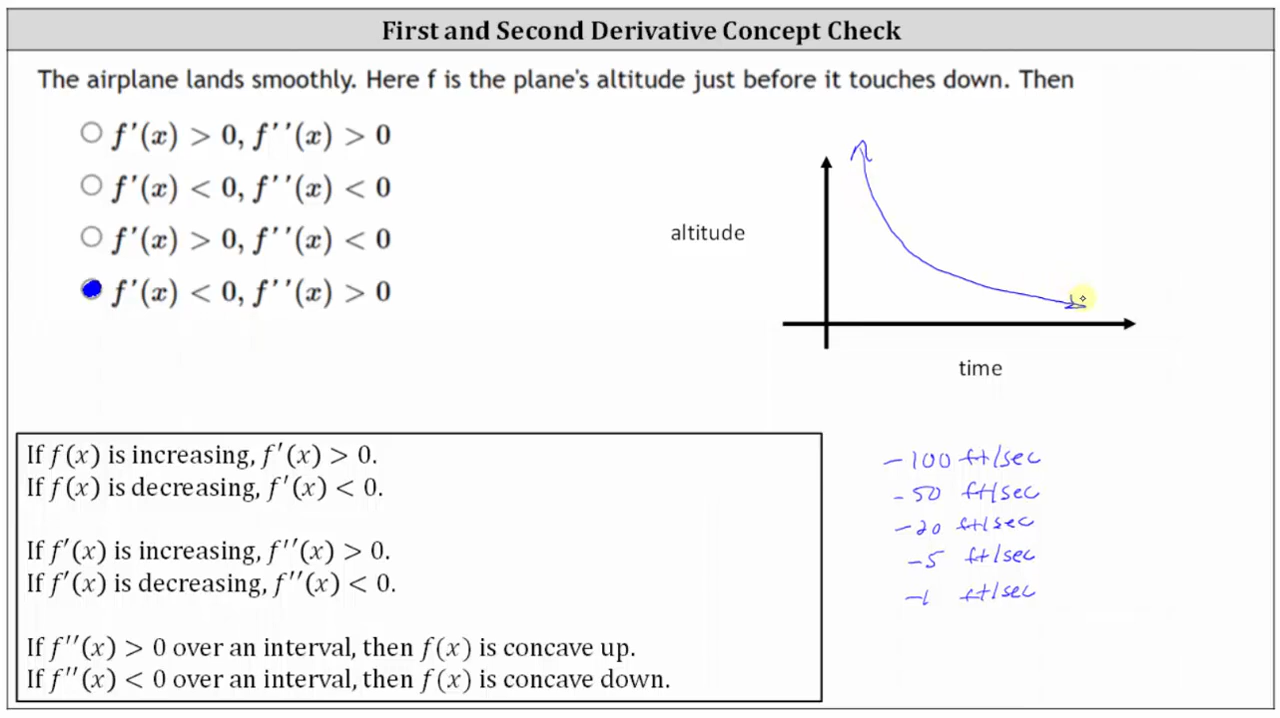 First and Second Derivative Concept Check
The airplane lands smoothly. Here f is the plane's altitude just before it touches down. Then
f'(x) > 0, f''(x) > 0
f'(x) < 0, f''(x) < 0
f'(x) > 0, f''(x) < 0
f'(x) < 0, f''(x) > 0
altitude
time
If f(x) is increasing, f′(x) > 0.
If f(x) is decreasing, f′(x) < 0.
If f′(x) is increasing, f′′(x) > 0.
If f′(x) is decreasing, f′′(x) < 0.
If f′′(x) > 0 over an interval, then f(x) is concave up.
If f′′(x) < 0 over an interval, then f(x) is concave down.
-100 ft/sec
-50 ft/sec
-20 ft/sec
-5 ft/sec
-1 ft/sec